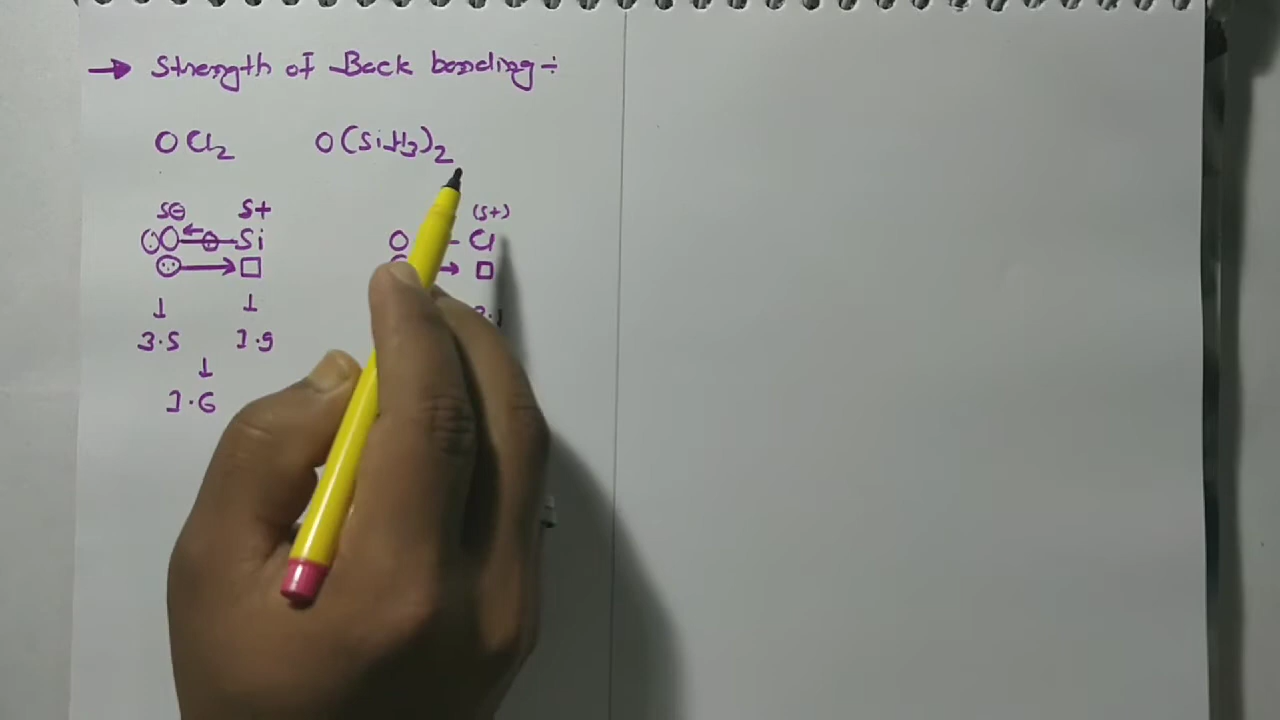 → Strength of Back bonding ÷
OCl₂ O(SiH₃)₂
δ⊖ δ+ (δ+)
O Si O Cl
↓ ↓
3.5 1.9
↓
1.6